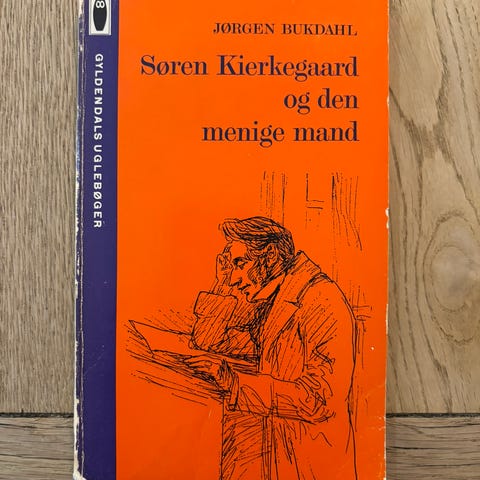 8
GYLDENDALS UGLEBØGER
JØRGEN BUKDAHL
Søren Kierkegaard
og den
menige mand